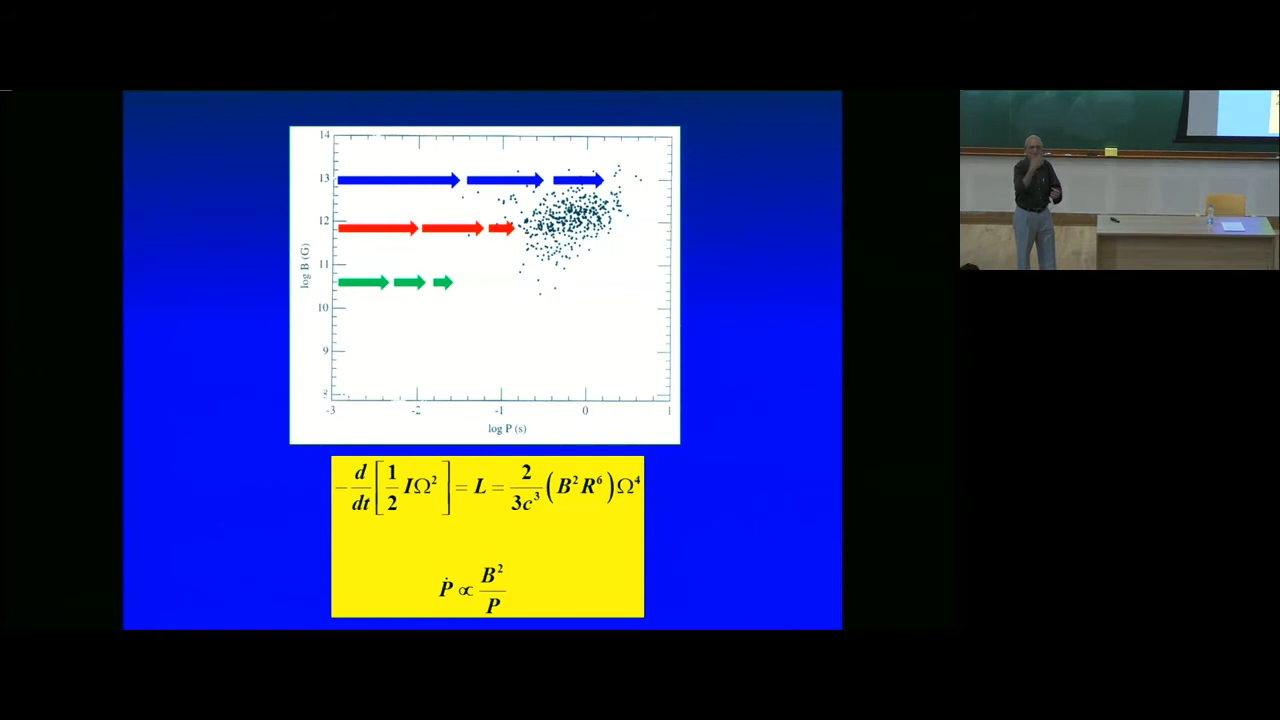 14
13
12
11
10
9
8
log B (G)
-3 -2 -1 0 1
log P (s)
-d/dt[1/2 IΩ²] = L = 2/3c³ (B²R⁶)Ω⁴
Ṗ ∝ B²/P